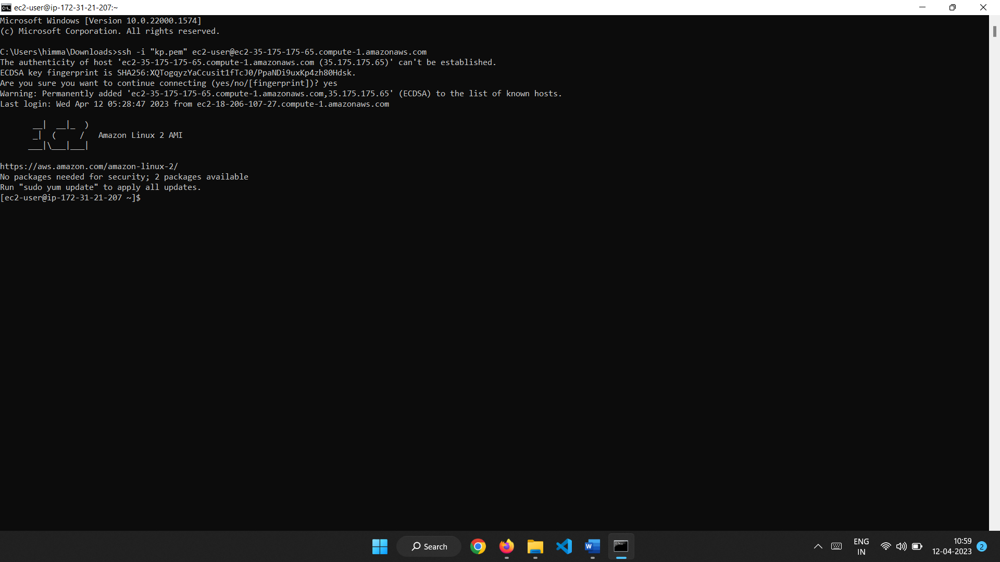 ec2-user@ip-172-31-21-207:~
Microsoft Windows [Version 10.0.22000.1574]
(c) Microsoft Corporation. All rights reserved.
C:\Users\himma\Downloads>ssh -i "kp.pem" ec2-user@ec2-35-175-175-65.compute-1.amazonaws.com
The authenticity of host 'ec2-35-175-175-65.compute-1.amazonaws.com (35.175.175.65)' can't be established.
ECDSA key fingerprint is SHA256:XQTogqyzYaCcusit1fTcJ0/PpaNDi9uxKp4zh80Hdsk.
Are you sure you want to continue connecting (yes/no/[fingerprint])? yes
Warning: Permanently added 'ec2-35-175-175-65.compute-1.amazonaws.com,35.175.175.65' (ECDSA) to the list of known hosts.
Last login: Wed Apr 12 05:28:47 2023 from ec2-18-206-107-27.compute-1.amazonaws.com
       __|  __|_  )
       _|  (     /   Amazon Linux 2 AMI
      ___|\___|___|
https://aws.amazon.com/amazon-linux-2/
No packages needed for security; 2 packages available
Run "sudo yum update" to apply all updates.
[ec2-user@ip-172-31-21-207 ~]$
Search
ENG
IN
10:59
12-04-2023
2